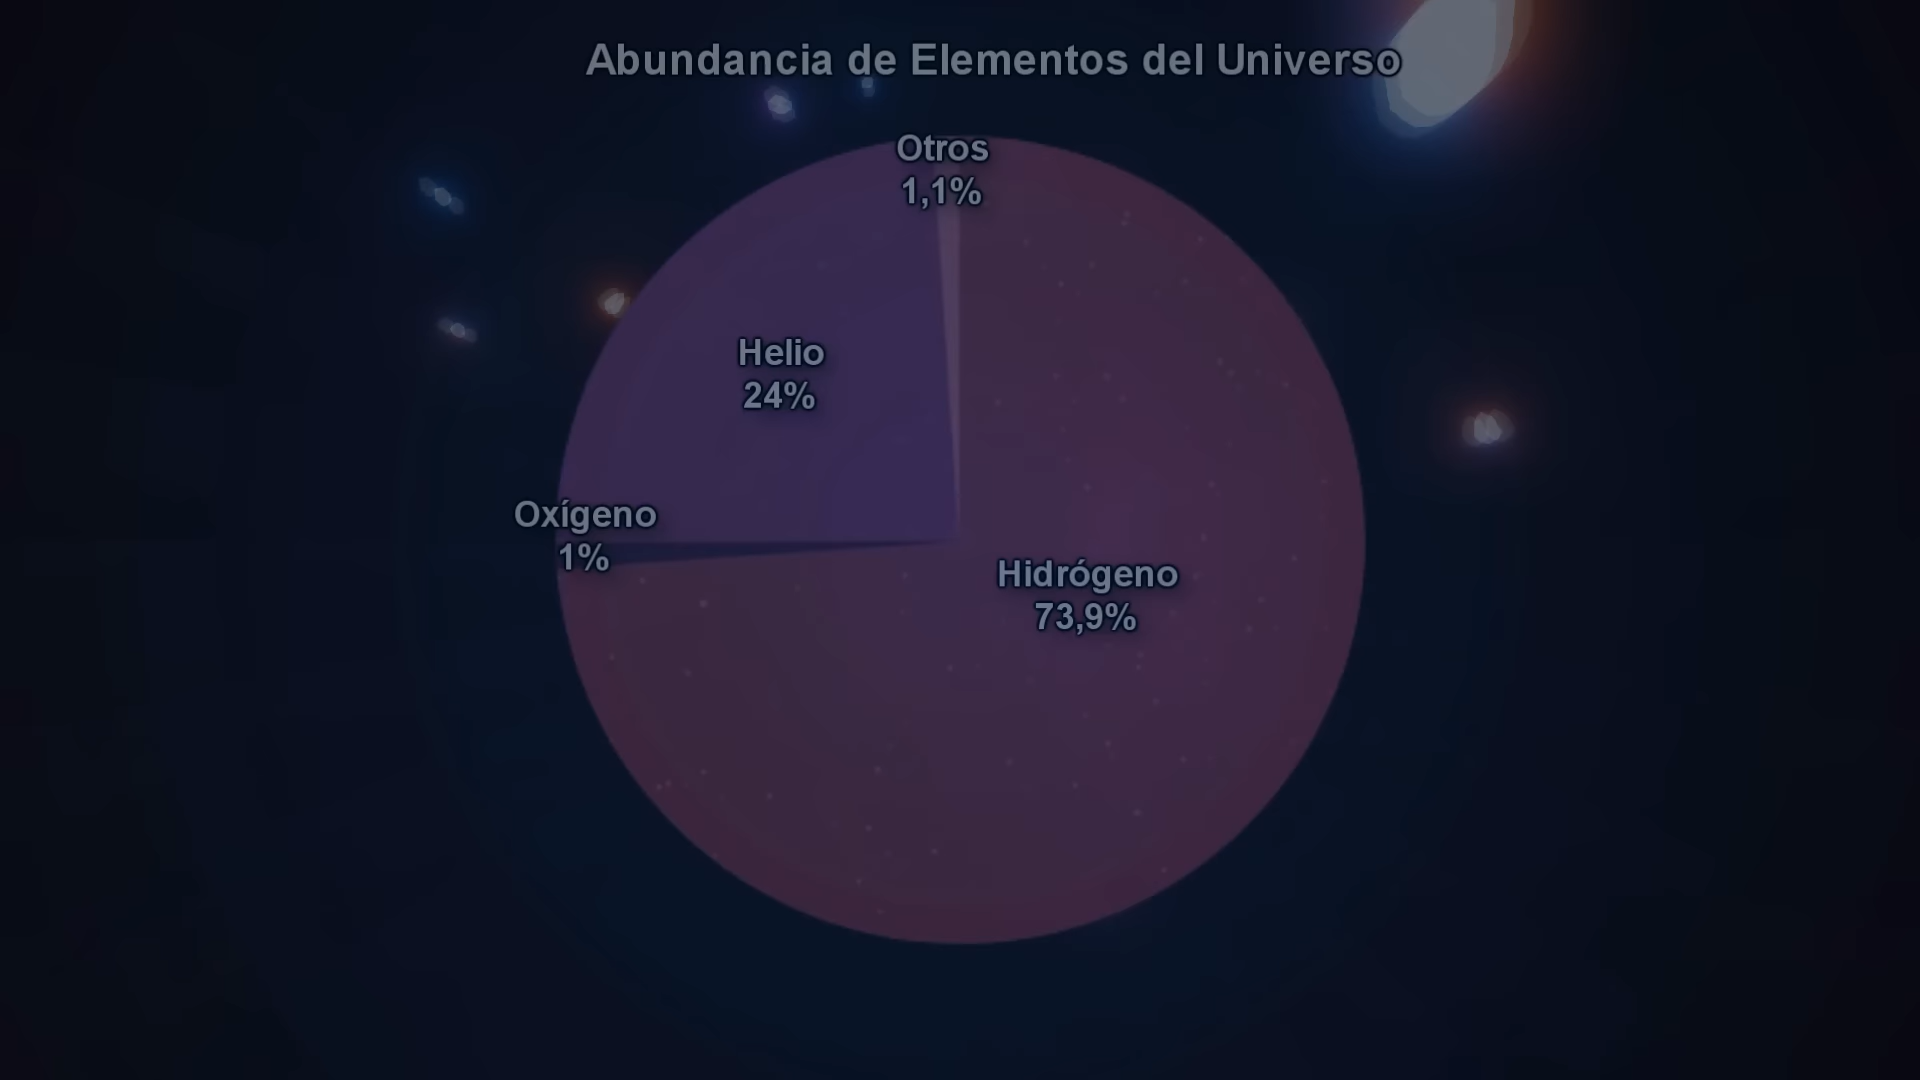 Abundancia de Elementos del Universo
Otros
1,1%
Helio
24%
Oxígeno
1%
Hidrógeno
73,9%